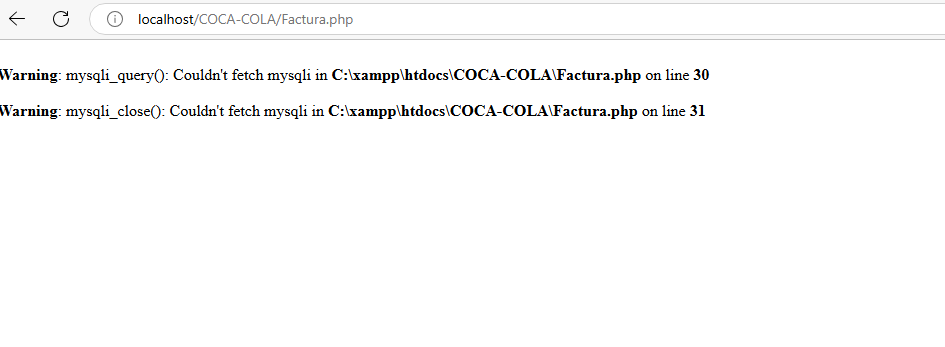 localhost/COCA-COLA/Factura.php
Warning: mysqli_query(): Couldn't fetch mysqli in C:\xampp\htdocs\COCA-COLA\Factura.php on line 30
Warning: mysqli_close(): Couldn't fetch mysqli in C:\xampp\htdocs\COCA-COLA\Factura.php on line 31